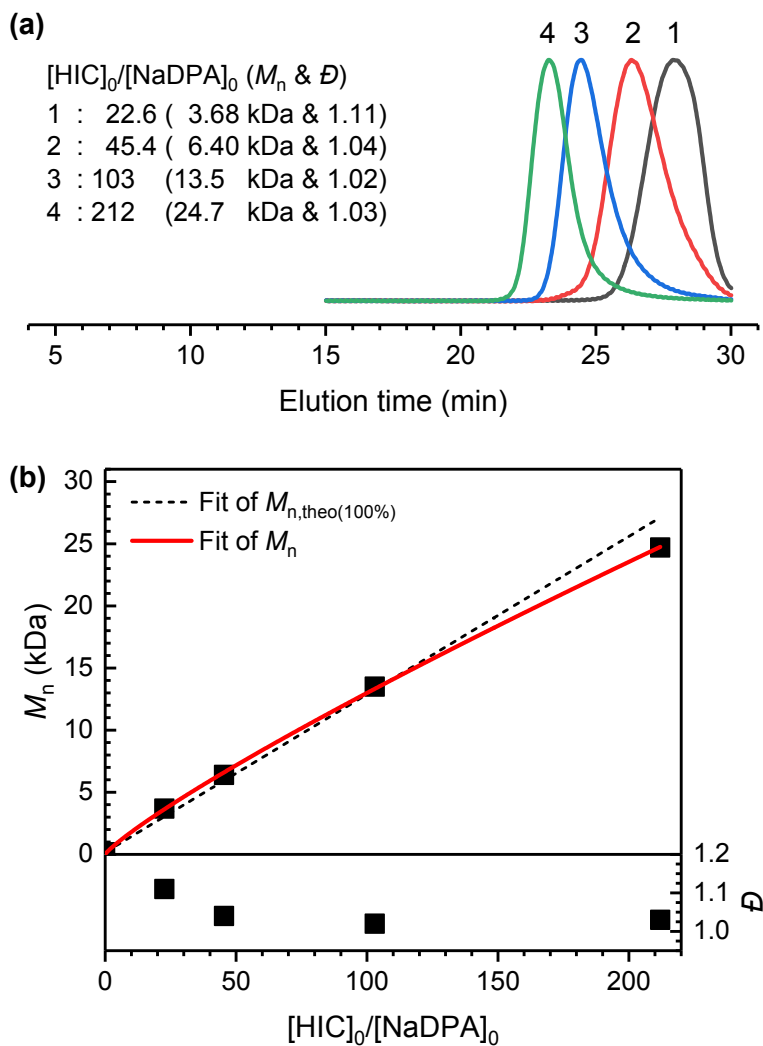 (a)
4 3 2 1
[HIC]₀/[NaDPA]₀ (Mₙ & Đ)
1 : 22.6 ( 3.68 kDa & 1.11)
2 : 45.4 ( 6.40 kDa & 1.04)
3 : 103 (13.5 kDa & 1.02)
4 : 212 (24.7 kDa & 1.03)
5 10 15 20 25 30
Elution time (min)
(b)
30
25
20
15
10
5
0
Mₙ (kDa)
Fit of Mₙ,theo(100%)
Fit of Mₙ
1.2
1.1
1.0
Đ
0 50 100 150 200
[HIC]₀/[NaDPA]₀